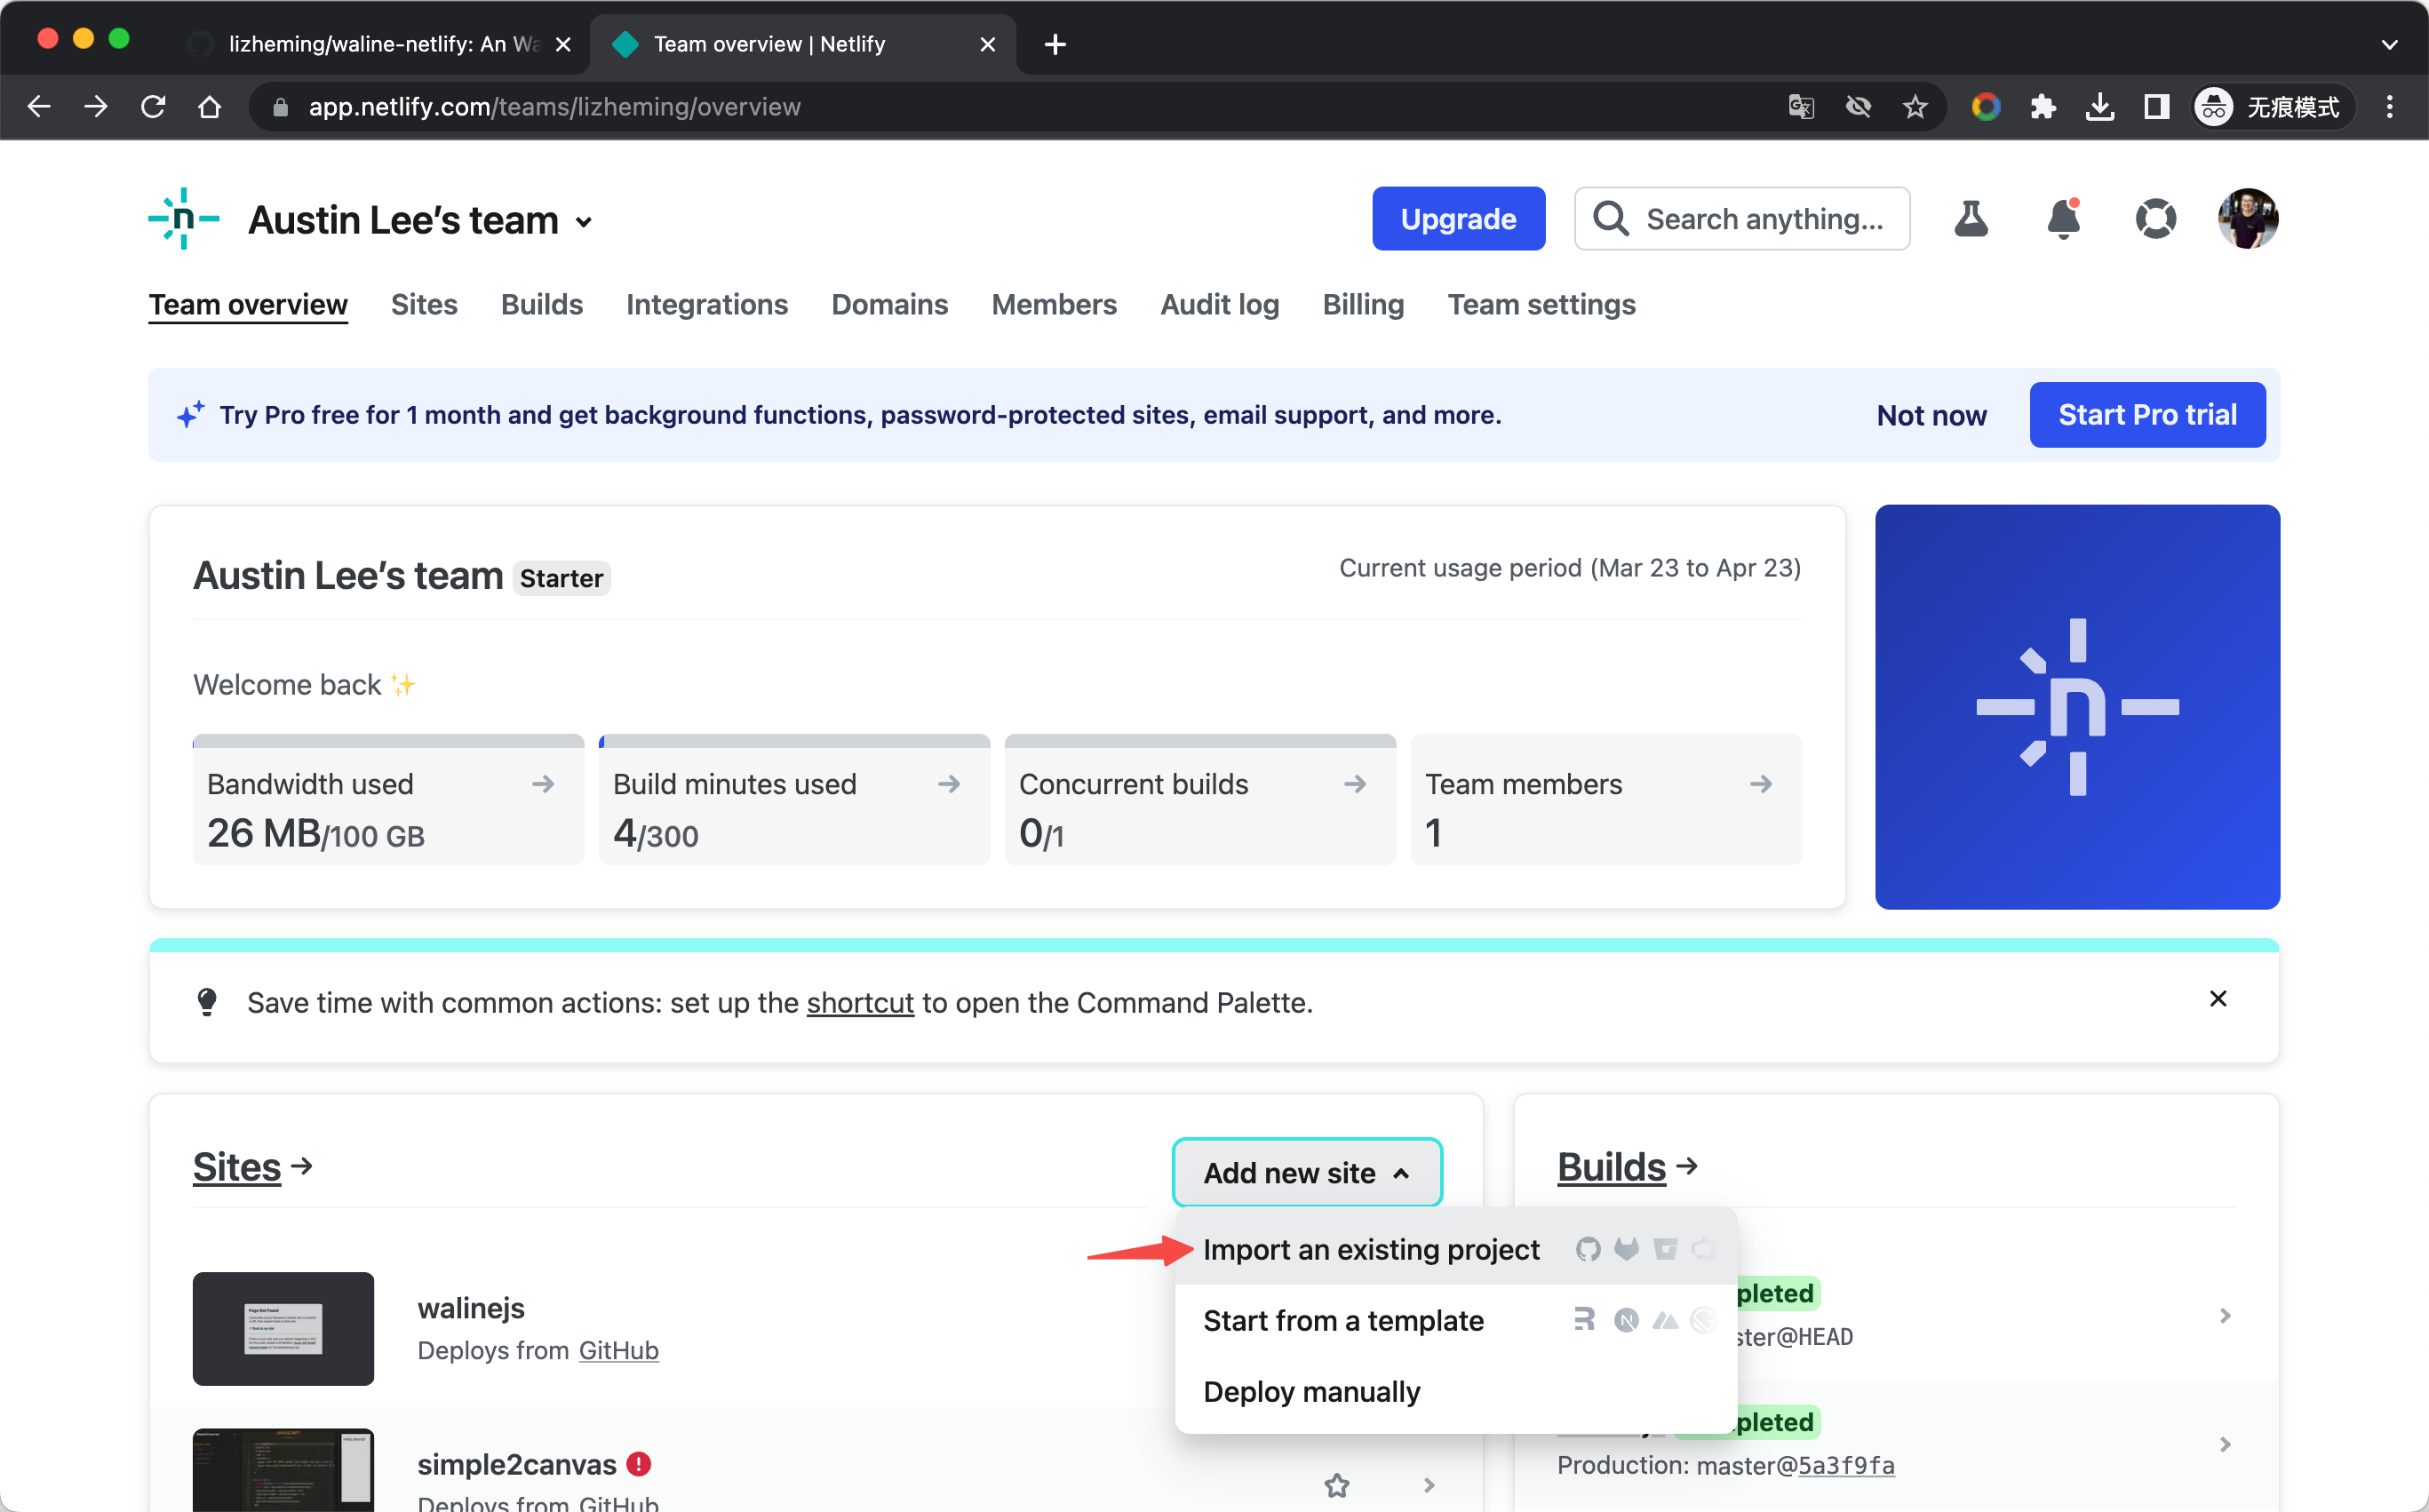 lizheming/waline-netlify: An Wa
Team overview | Netlify
app.netlify.com/teams/lizheming/overview
无痕模式
Austin Lee's team
Upgrade
Search anything...
Team overview
Sites
Builds
Integrations
Domains
Members
Audit log
Billing
Team settings
Try Pro free for 1 month and get background functions, password-protected sites, email support, and more.
Not now
Start Pro trial
Austin Lee's team Starter
Current usage period (Mar 23 to Apr 23)
Welcome back ✨
Bandwidth used
26 MB/100 GB
Build minutes used
4/300
Concurrent builds
0/1
Team members
1
Save time with common actions: set up the shortcut to open the Command Palette.
Sites →
Add new site
Import an existing project
Start from a template
Deploy manually
walinejs
Deploys from GitHub
simple2canvas
Deploys from GitHub
Builds →
pleted
ster@HEAD
pleted
Production: master@5a3f9fa